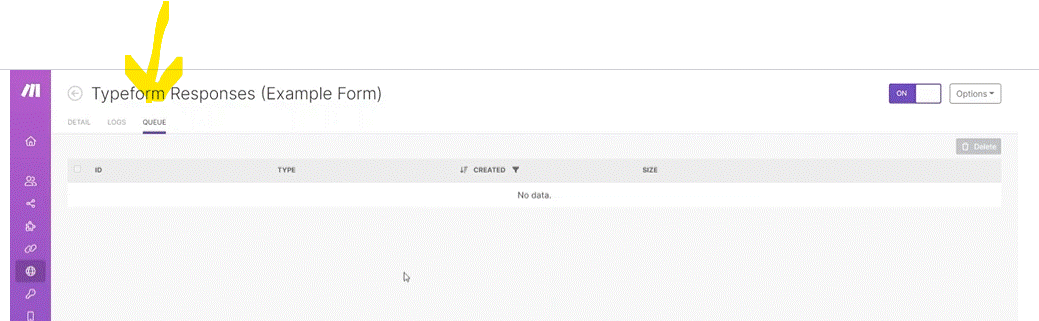 Typeform Responses (Example Form)
ON
Options
DETAIL LOGS QUEUE
Delete
ID TYPE CREATED SIZE
No data.